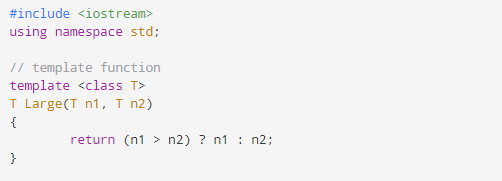 #include <iostream>
using namespace std;
// template function
template <class T>
T Large(T n1, T n2)
{
return (n1 > n2) ? n1 : n2;
}